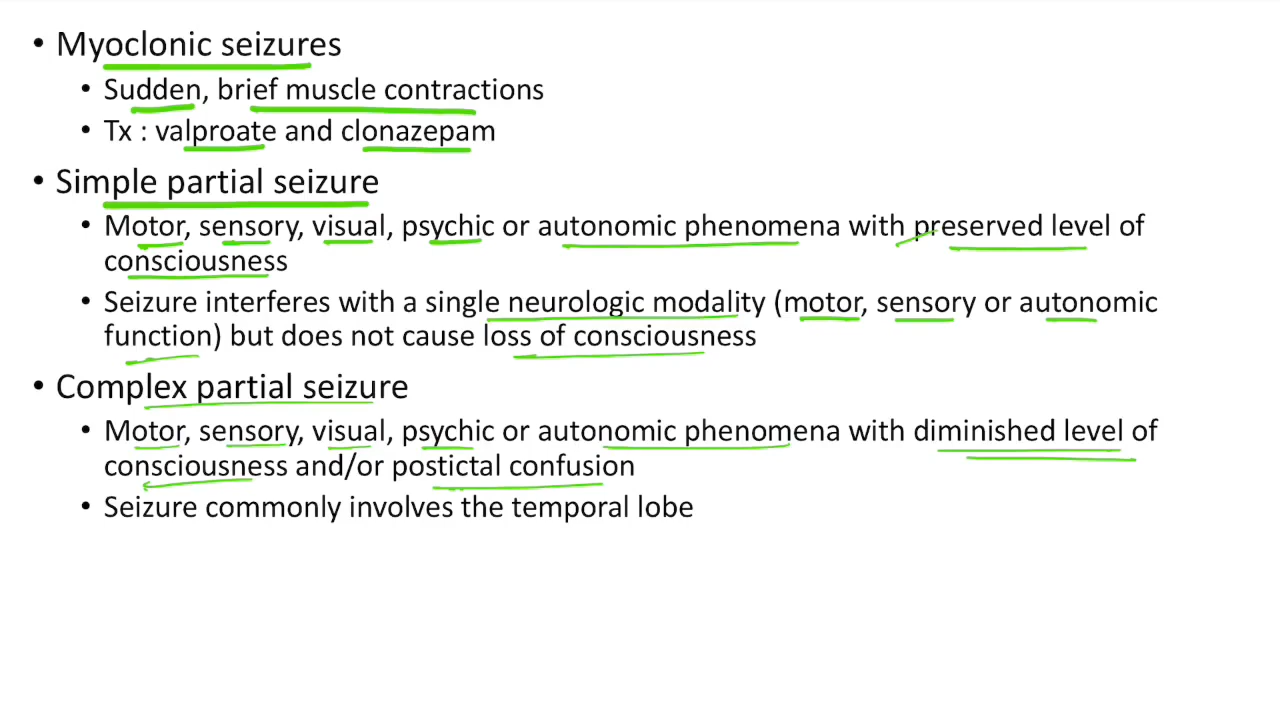 • Myoclonic seizures
• Sudden, brief muscle contractions
• Tx : valproate and clonazepam
• Simple partial seizure
• Motor, sensory, visual, psychic or autonomic phenomena with preserved level of
consciousness
• Seizure interferes with a single neurologic modality (motor, sensory or autonomic
function) but does not cause loss of consciousness
• Complex partial seizure
• Motor, sensory, visual, psychic or autonomic phenomena with diminished level of
consciousness and/or postictal confusion
• Seizure commonly involves the temporal lobe